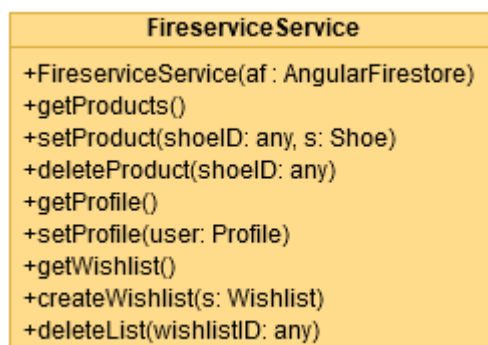 FireserviceService
+FireserviceService(af : AngularFirestore)
+getProducts()
+setProduct(shoeID: any, s: Shoe)
+deleteProduct(shoeID: any)
+getProfile()
+setProfile(user: Profile)
+getWishlist()
+createWishlist(s: Wishlist)
+deleteList(wishlistID: any)